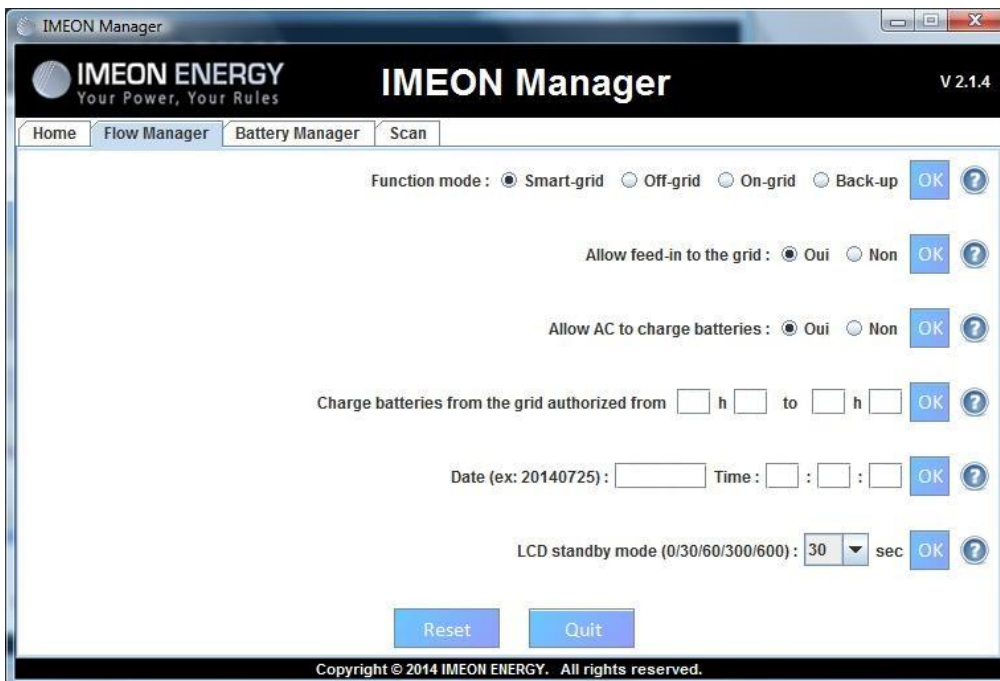 IMEON Manager
IMEON ENERGY
Your Power, Your Rules
IMEON Manager
V 2.1.4
Home Flow Manager Battery Manager Scan
Function mode : Smart-grid Off-grid On-grid Back-up OK ?
Allow feed-in to the grid : Oui Non OK ?
Allow AC to charge batteries : Oui Non OK ?
Charge batteries from the grid authorized from h to h OK ?
Date (ex: 20140725) : Time : : : OK ?
LCD standby mode (0/30/60/300/600) : 30 sec OK ?
Reset Quit
Copyright © 2014 IMEON ENERGY. All rights reserved.